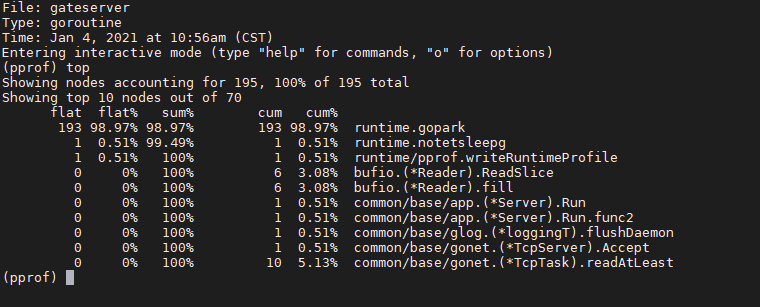 File: gateserver
Type: goroutine
Time: Jan 4, 2021 at 10:56am (CST)
Entering interactive mode (type "help" for commands, "o" for options)
(pprof) top
Showing nodes accounting for 195, 100% of 195 total
Showing top 10 nodes out of 70
      flat  flat%   sum%        cum   cum%
       193 98.97% 98.97%        193 98.97%  runtime.gopark
         1  0.51% 99.49%          1  0.51%  runtime.notetsleepg
         1  0.51%   100%          1  0.51%  runtime/pprof.writeRuntimeProfile
         0     0%   100%          6  3.08%  bufio.(*Reader).ReadSlice
         0     0%   100%          6  3.08%  bufio.(*Reader).fill
         0     0%   100%          1  0.51%  common/base/app.(*Server).Run
         0     0%   100%          1  0.51%  common/base/app.(*Server).Run.func2
         0     0%   100%          1  0.51%  common/base/glog.(*loggingT).flushDaemon
         0     0%   100%          1  0.51%  common/base/gonet.(*TcpServer).Accept
         0     0%   100%         10  5.13%  common/base/gonet.(*TcpTask).readAtLeast
(pprof)